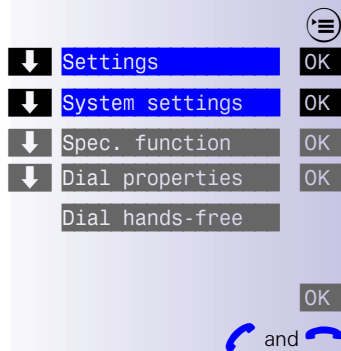 Settings OK
System settings OK
Spec. function OK
Dial properties OK
Dial hands-free
OK
and